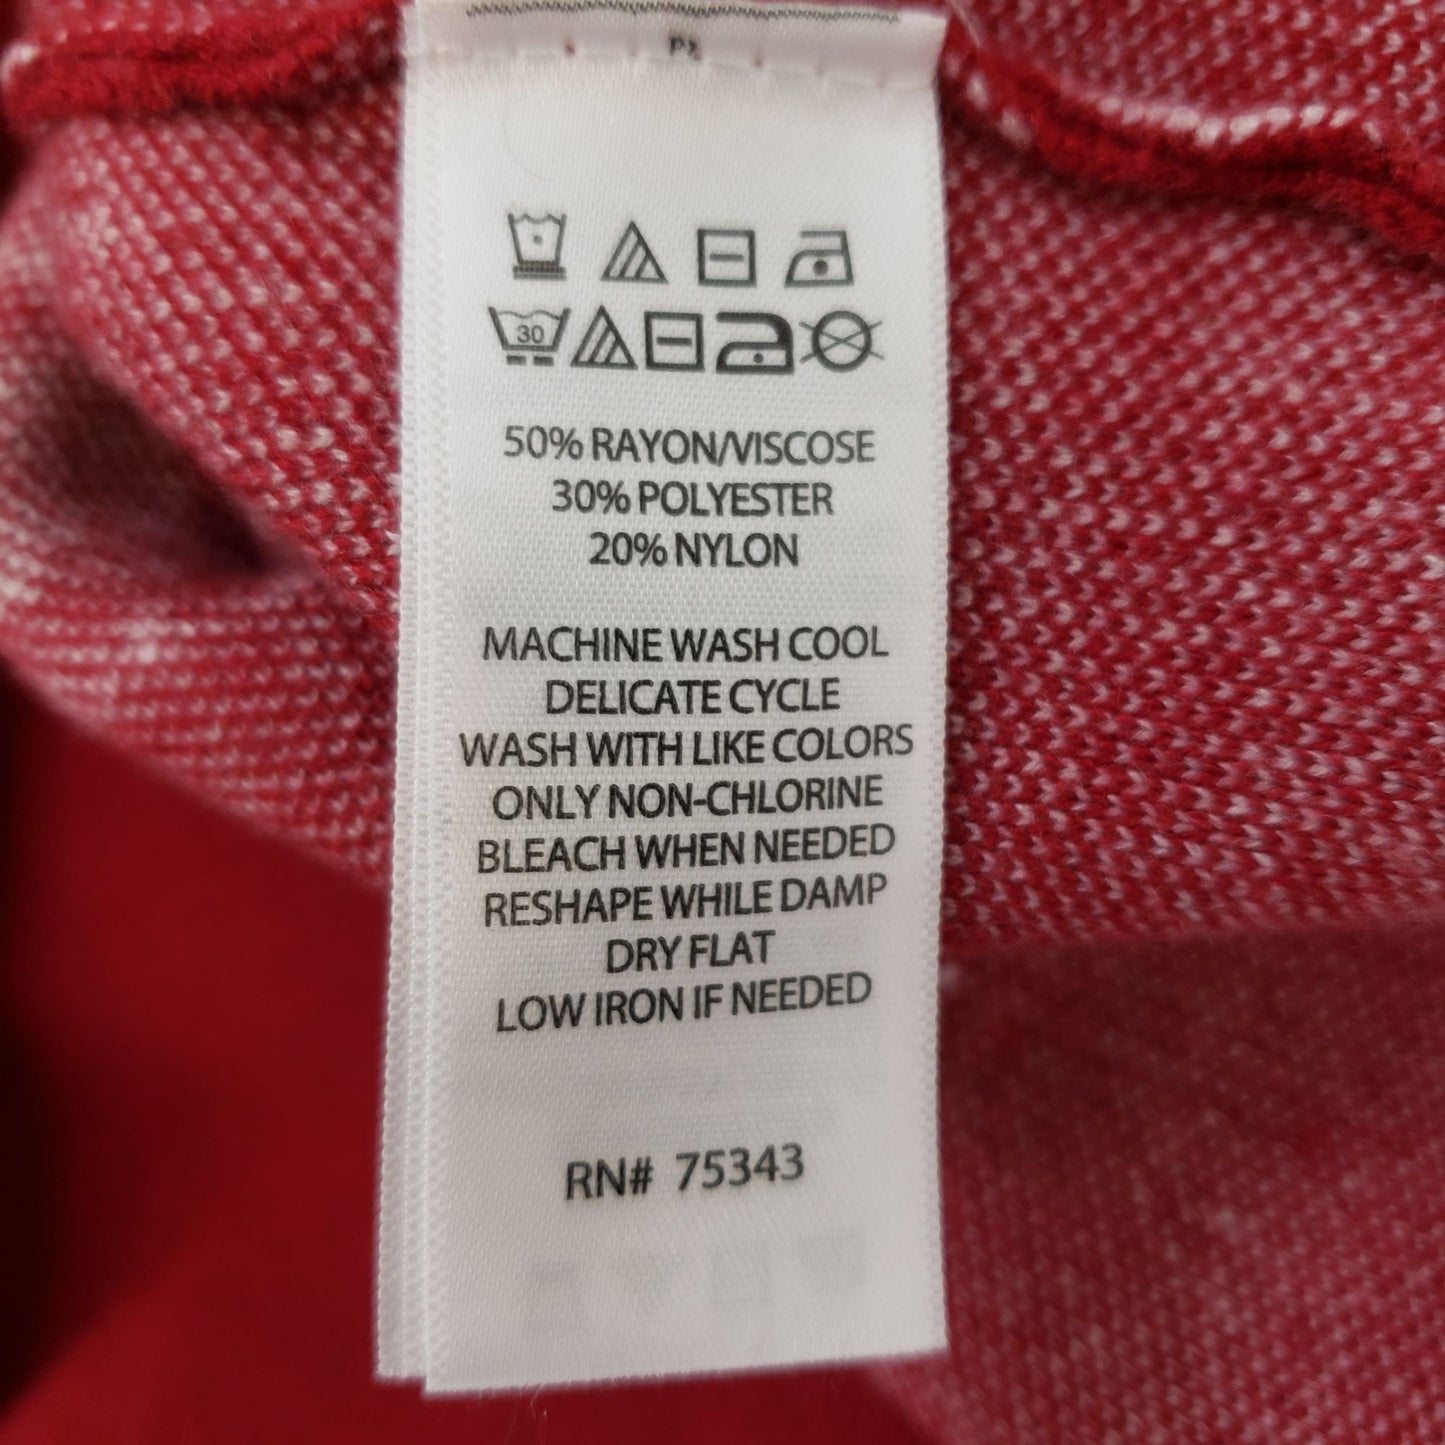 30
50% RAYON/VISCOSE
30% POLYESTER
20% NYLON
MACHINE WASH COOL
DELICATE CYCLE
WASH WITH LIKE COLORS
ONLY NON-CHLORINE
BLEACH WHEN NEEDED
RESHAPE WHILE DAMP
DRY FLAT
LOW IRON IF NEEDED
RN# 75343